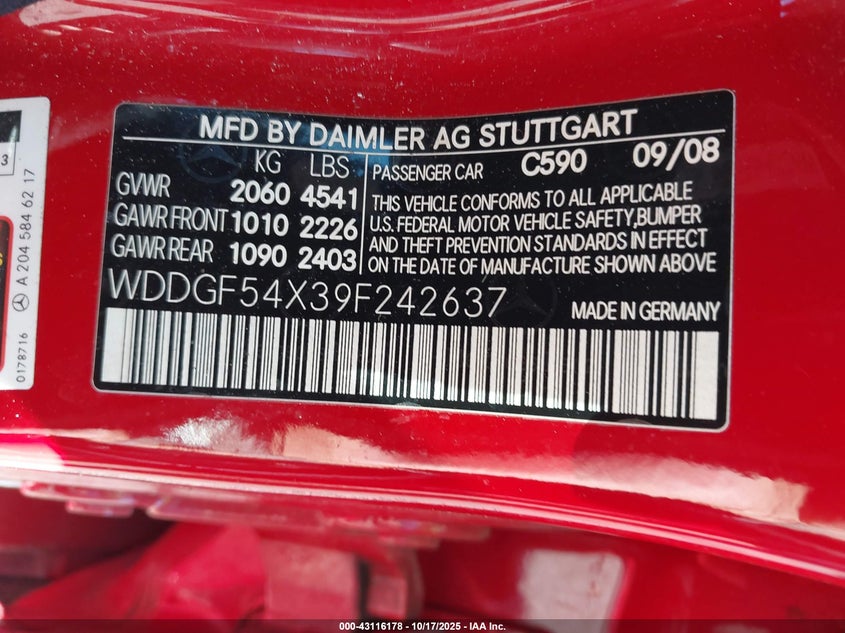 MFD BY DAIMLER AG STUTTGART
KG LBS
GVWR 2060 4541
GAWR FRONT 1010 2226
GAWR REAR 1090 2403
PASSENGER CAR C590 09/08
THIS VEHICLE CONFORMS TO ALL APPLICABLE
U.S. FEDERAL MOTOR VEHICLE SAFETY,BUMPER
AND THEFT PREVENTION STANDARDS IN EFFECT
ON THE DATE OF MANUFACTURE SHOWN ABOVE
WDDGF54X39F242637 MADE IN GERMANY
3
A 204 584 62 17
0178716
000-43116178 - 10/17/2025 - IAA Inc.